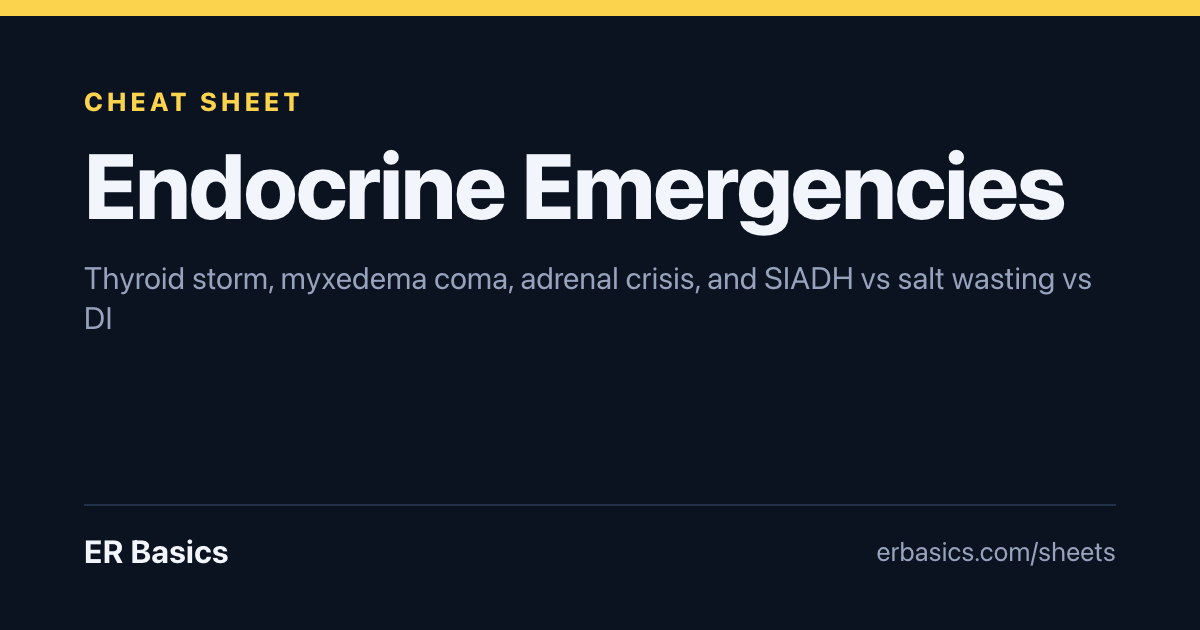 CHEAT SHEET
Endocrine Emergencies
Thyroid storm, myxedema coma, adrenal crisis, and SIADH vs salt wasting vs
DI
ER Basics
erbasics.com/sheets